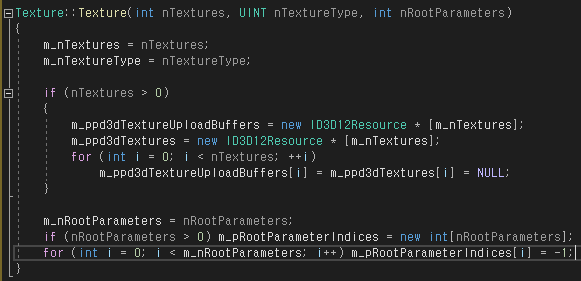 Texture::Texture(int nTextures, UINT nTextureType, int nRootParameters)
{
m_nTextures = nTextures;
m_nTextureType = nTextureType;
if (nTextures > 0)
{
m_ppd3dTextureUploadBuffers = new ID3D12Resource * [m_nTextures];
m_ppd3dTextures = new ID3D12Resource * [m_nTextures];
for (int i = 0; i < nTextures; ++i)
m_ppd3dTextureUploadBuffers[i] = m_ppd3dTextures[i] = NULL;
}
m_nRootParameters = nRootParameters;
if (nRootParameters > 0) m_pRootParameterIndices = new int[nRootParameters];
for (int i = 0; i < m_nRootParameters; i++) m_pRootParameterIndices[i] = -1;
}